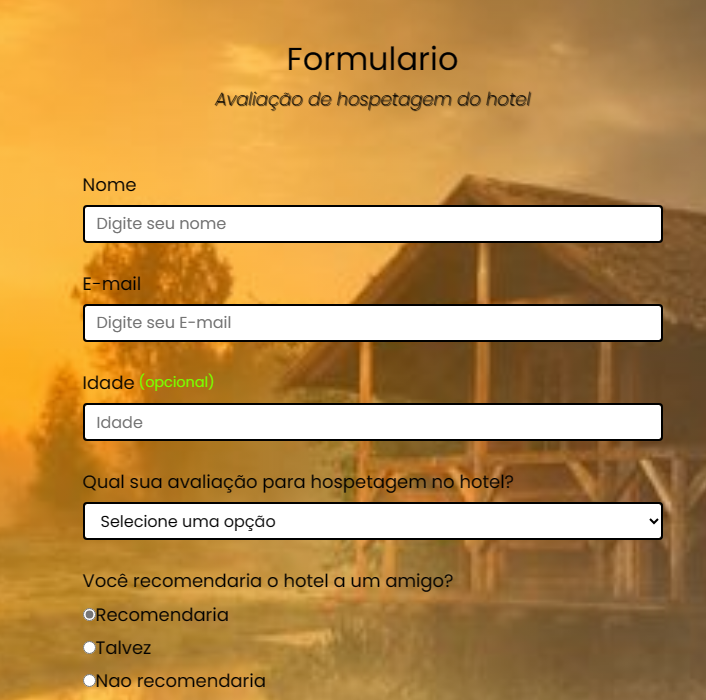 Formulario
Avaliação de hospetagem do hotel
Nome
Digite seu nome
E-mail
Digite seu E-mail
Idade (opcional)
Idade
Qual sua avaliação para hospetagem no hotel?
Selecione uma opção
Você recomendaria o hotel a um amigo?
Recomendaria
Talvez
Nao recomendaria